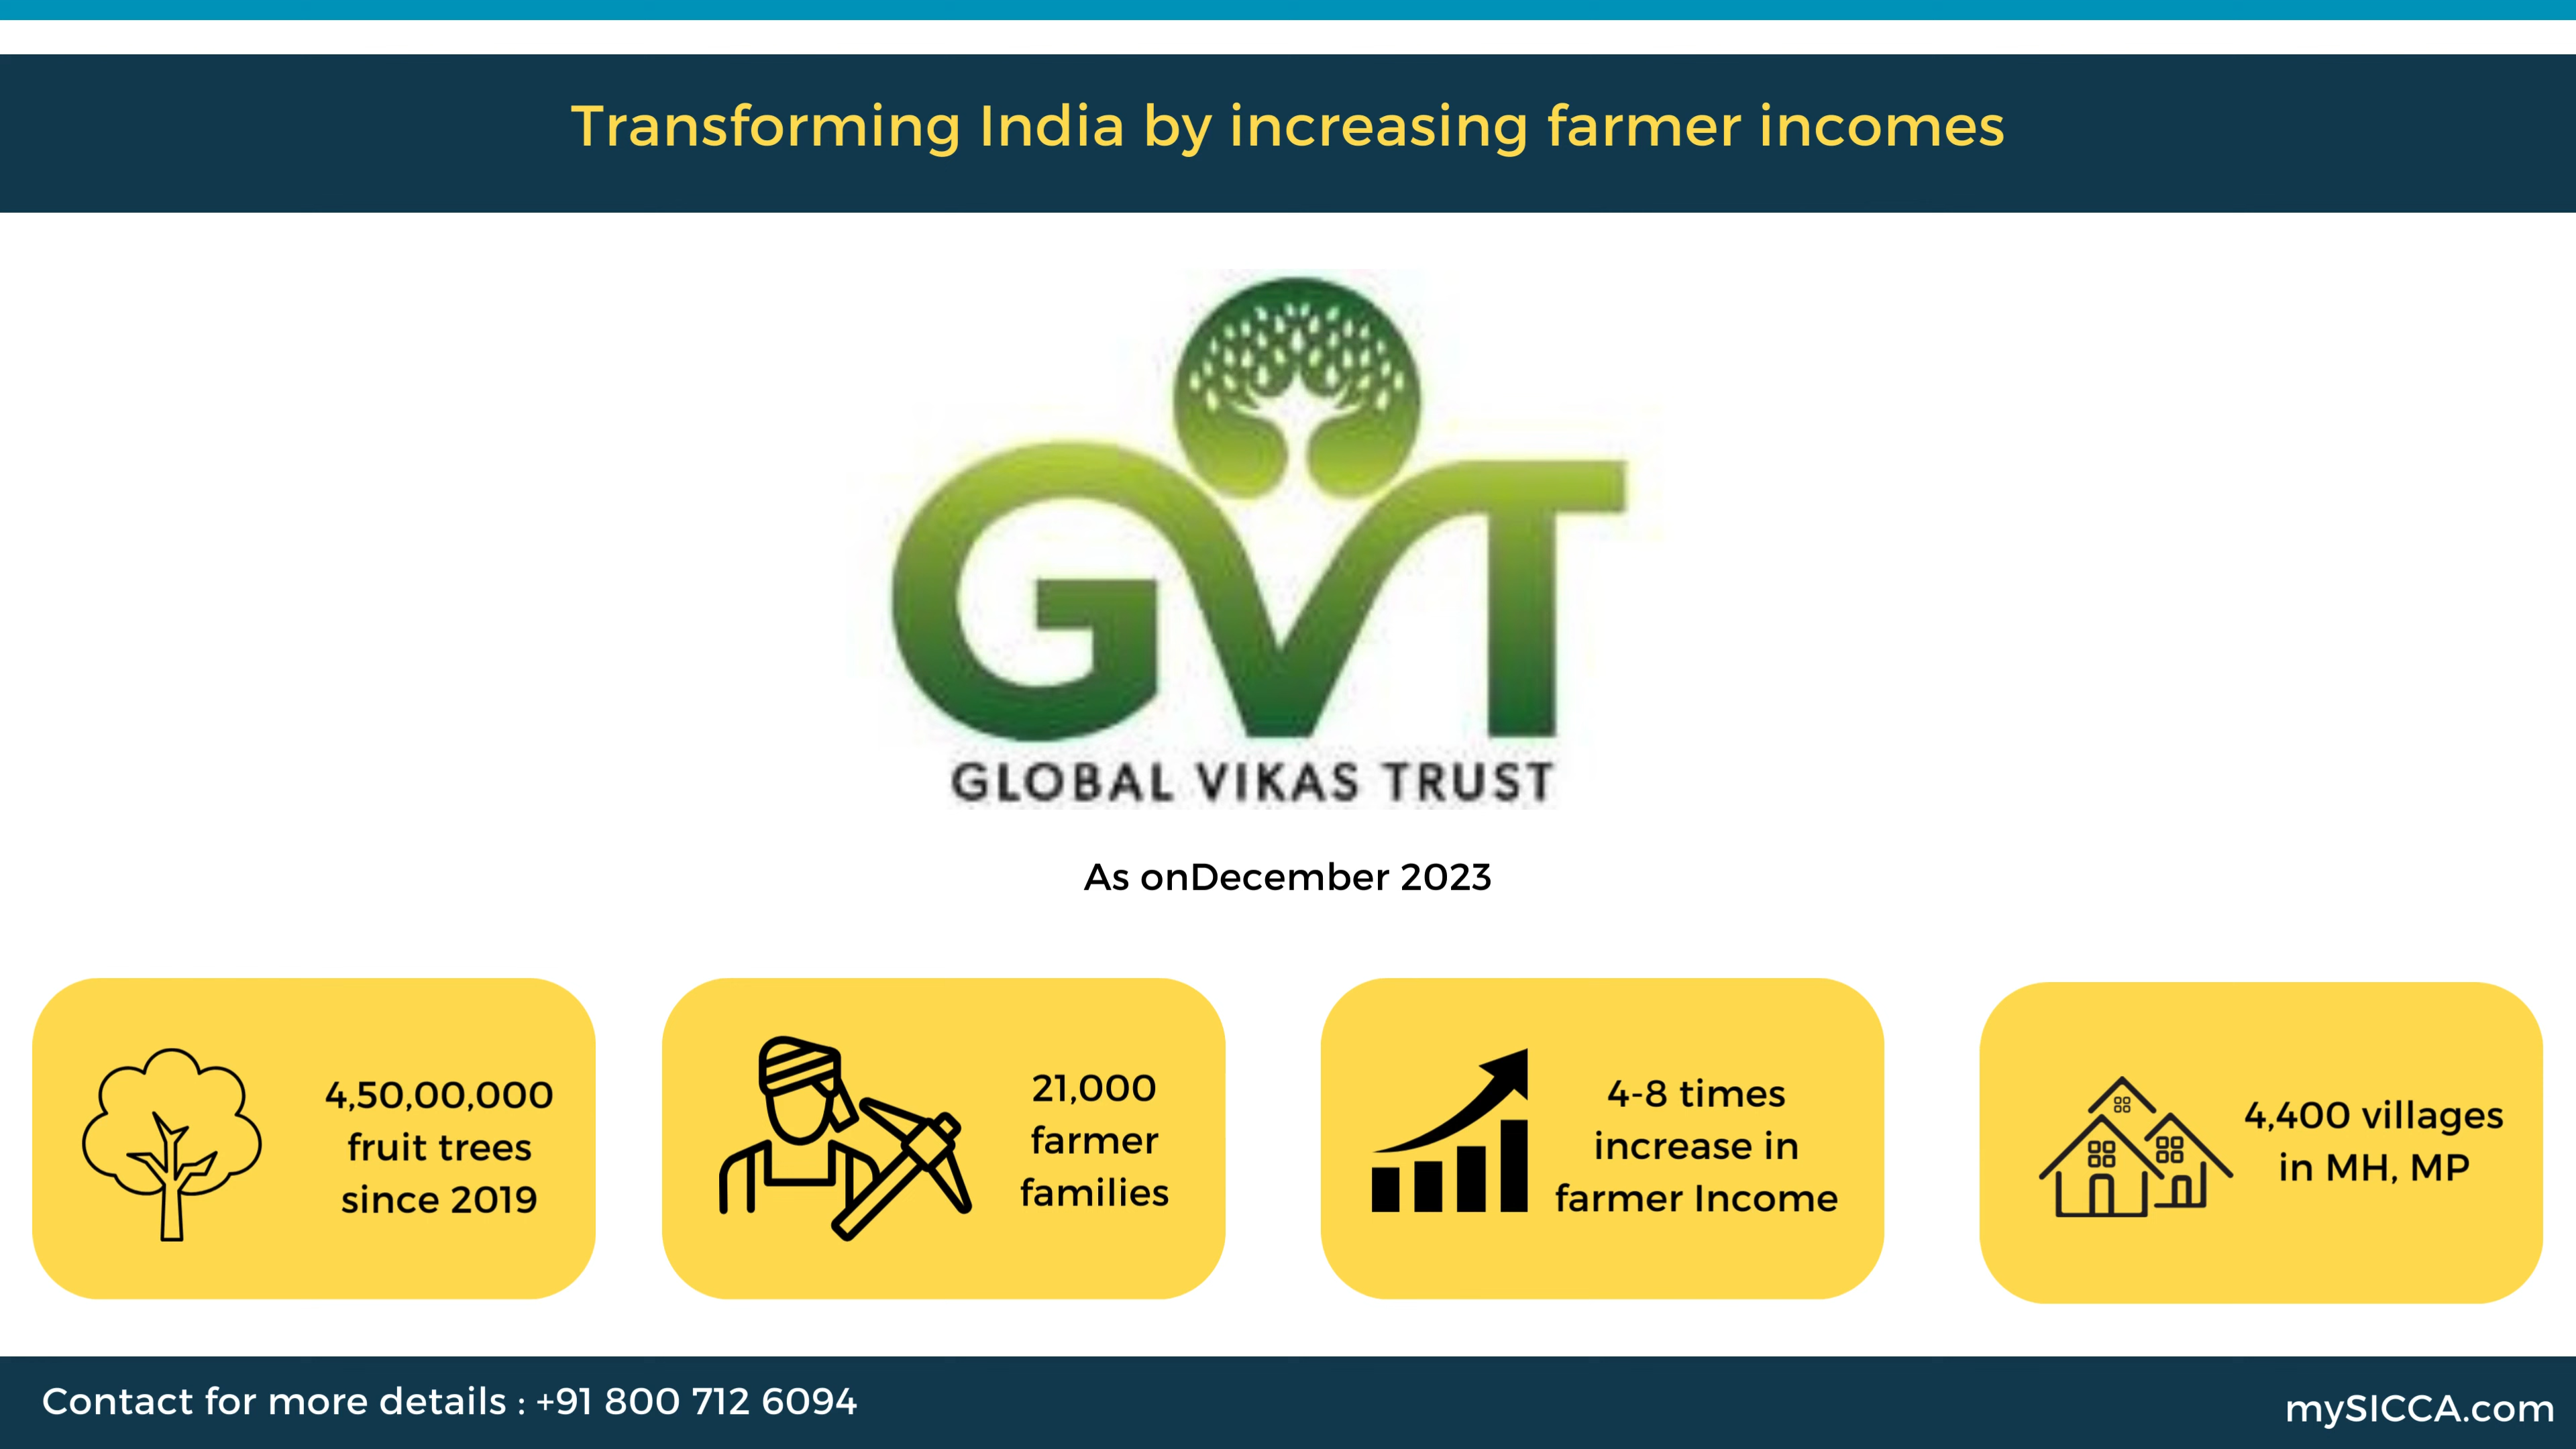 Transforming India by increasing farmer incomes
GVT
GLOBAL VIKAS TRUST
As onDecember 2023
4,50,00,000
fruit trees
since 2019
21,000
farmer
families
4-8 times
increase in
farmer Income
4,400 villages
in MH, MP
Contact for more details : +91 800 712 6094
mySICCA.com